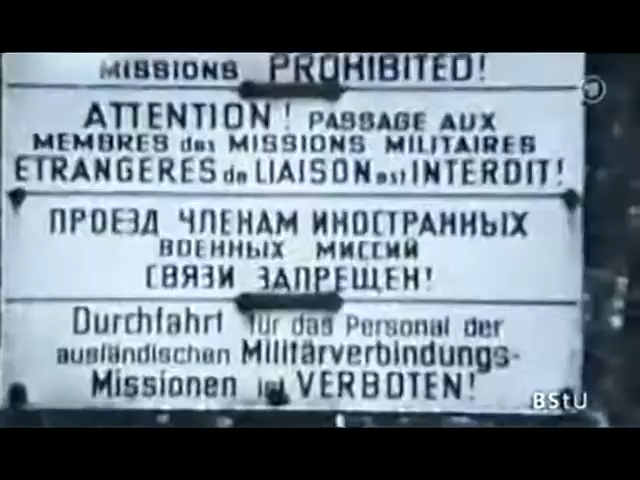 MISSIONS PROHIBITED!
ATTENTION! PASSAGE AUX
MEMBRES des MISSIONS MILITAIRES
ETRANGERES de LIAISON est INTERDIT!
ПРОЕЗД ЧЛЕНАМ ИНОСТРАННЫХ
ВОЕННЫХ МИССИЙ
СВЯЗИ ЗАПРЕЩЕН!
Durchfahrt für das Personal der
ausländischen Militärverbindungs-
Missionen ist VERBOTEN!
BStU